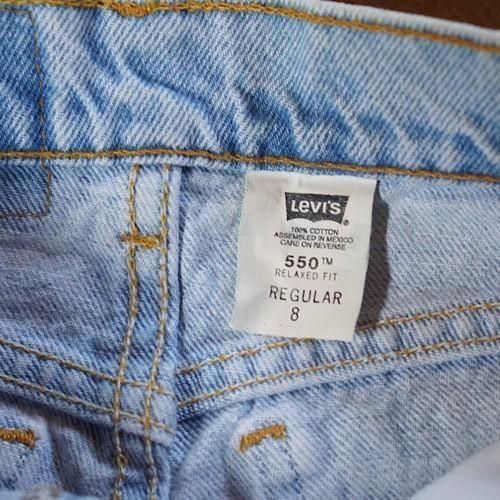 Levi's
100% COTTON
ASSEMBLED IN MEXICO
CARE ON REVERSE
550™
RELAXED FIT
REGULAR
8